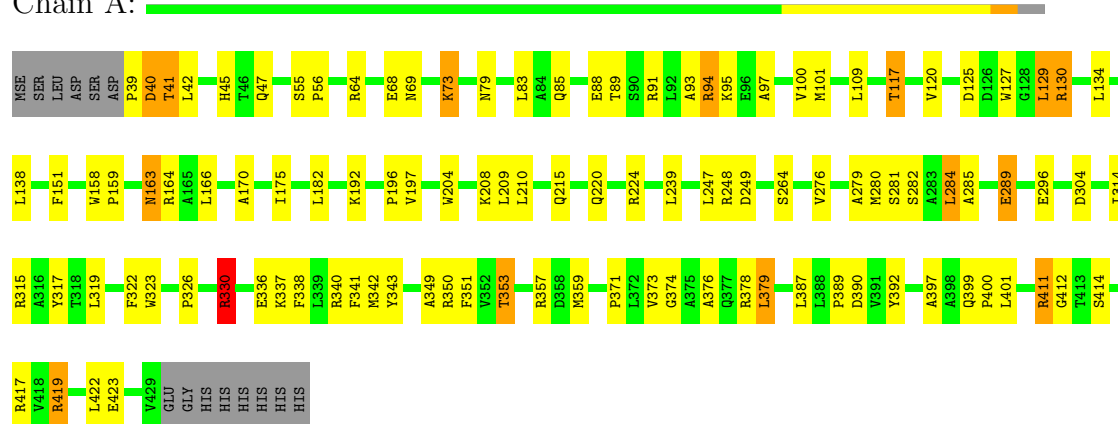 Chain A:
MSE SER LEU ASP SER ASP P39 D40 T41 L42 H45 T46 Q47 S55 P56 R64 E68 N69 K73 N79 L83 A84 Q85 E88 T89 S90 R91 L92 A93 R94 K95 E96 A97 V100 M101 L109 T117 V120 D125 D126 W127 G128 L129 R130 L134
L138 F151 W158 P159 N163 R164 A165 L166 A170 I175 L182 K192 P196 V197 W204 K208 L209 L210 Q215 Q220 R224 L239 L247 R248 D249 S264 V276 A279 M280 S281 S282 A283 L284 A285 E289 E296 D304
R315 A316 Y317 T318 L319 F322 W323 P326 R330 E336 K337 F338 L339 R340 F341 M342 Y343 A349 R350 F351 V352 T353 R357 D358 M359 P371 L372 V373 G374 A375 A376 Q377 R378 L379 L387 L388 P389 D390 V391 Y392 A397 A398 Q399 P400 L401 R411 G412 T413 S414
R417 V418 R419 L422 E423 V429 GLU GLY HIS HIS HIS HIS HIS HIS